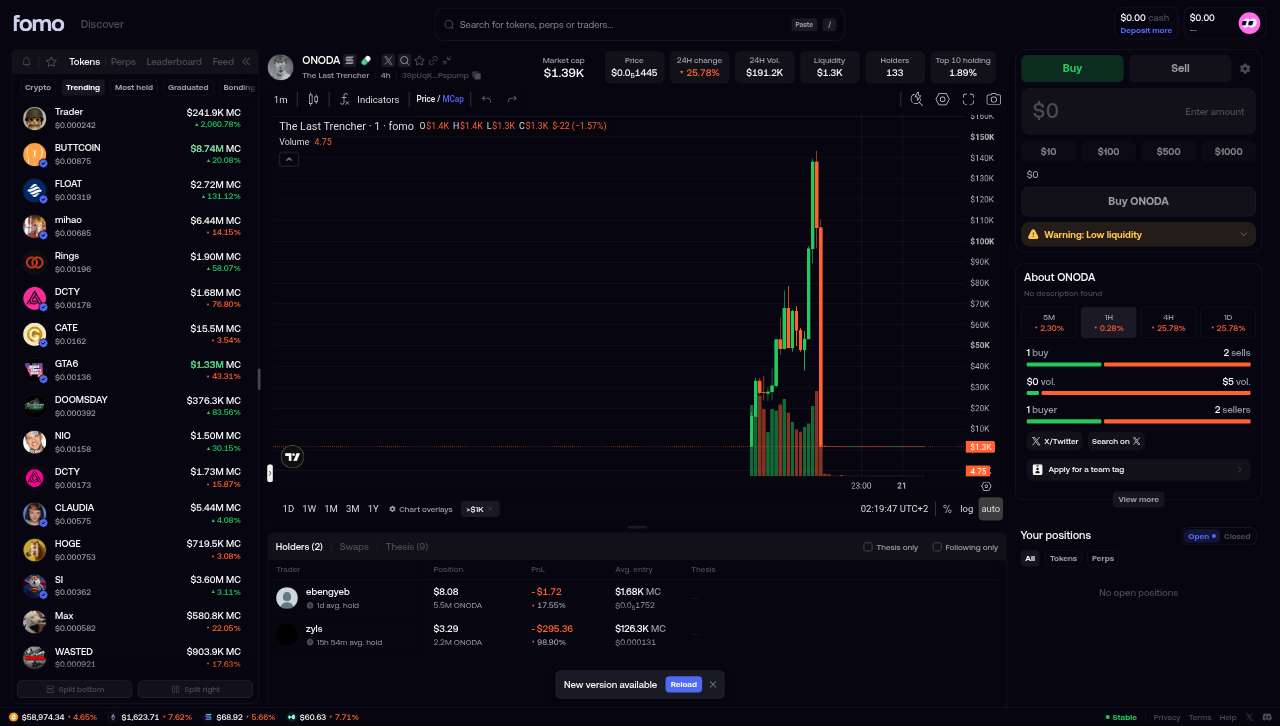 fomo Discover
Search for tokens, perps or traders... Paste /
$0.00 cash
Deposit more
$0.00
—
Tokens Perps Leaderboard Feed
Crypto Trending Most held Graduated Bonding
Trader $241.9K MC
$0.000242 2,060.78%
BUTTCOIN $8.74M MC
$0.00875 20.08%
FLOAT $2.72M MC
$0.00319 131.12%
mihao $6.44M MC
$0.00685 14.15%
Rings $1.90M MC
$0.00196 58.07%
DCTY $1.68M MC
$0.00178 76.80%
CATE $15.5M MC
$0.0162 3.54%
GTA6 $1.33M MC
$0.00136 43.31%
DOOMSDAY $376.3K MC
$0.000392 83.56%
NIO $1.50M MC
$0.00158 30.15%
DCTY $1.73M MC
$0.00173 15.87%
CLAUDIA $5.44M MC
$0.00575 4.08%
HOGE $719.5K MC
$0.000753 3.08%
SI $3.60M MC
$0.00362 3.11%
Max $580.8K MC
$0.000582 22.05%
WASTED $903.9K MC
$0.000921 17.63%
Split bottom Split right
ONODA
The Last Trencher · 4h
Market cap
$1.39K
Price
$0.0₅1445
24H change
25.78%
24H Vol.
$191.2K
Liquidity
$1.3K
Holders
133
Top 10 holding
1.89%
1m Indicators Price / MCap
The Last Trencher · 1 · fomo O$1.4K H$1.4K L$1.3K C$1.3K $-22 (−1.57%)
Volume 4.75
$160K
$150K
$140K
$130K
$120K
$110K
$100K
$90K
$80K
$70K
$60K
$50K
$40K
$30K
$20K
$10K
$1.3K
4.75
23:00 21
1D 1W 1M 3M 1Y Chart overlays >$1K
02:19:47 UTC+2 % log auto
Holders (2) Swaps Thesis (9) Thesis only Following only
Trader Position PnL Avg. entry Thesis
ebengyeb $8.08 -$1.72 $1.68K MC
1d avg. hold 5.5M ONODA 17.55% $0.0₅1752
zyls $3.29 -$295.36 $126.3K MC
15h 54m avg. hold 2.2M ONODA 98.90% $0.000131
New version available Reload
Buy Sell
$0 Enter amount
$10 $100 $500 $1000
$0
Buy ONODA
Warning: Low liquidity
About ONODA
No description found
5M 1H 4H 1D
2.30% 0.28% 25.78% 25.78%
1 buy 2 sells
$0 vol. $5 vol.
1 buyer 2 sellers
X/Twitter Search on X
Apply for a team tag
View more
Your positions Open Closed
All Tokens Perps
No open positions
$58,974.34 4.65% $1,623.71 7.62% $68.92 5.66% $60.63 7.71%
Stable Privacy Terms Help